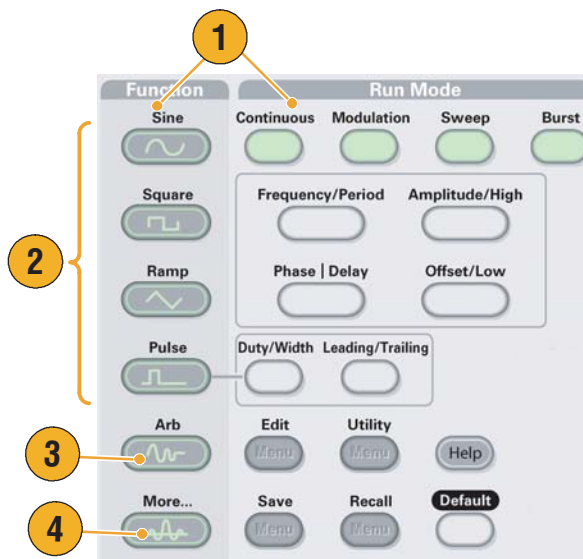 1
Function Run Mode
Sine Continuous Modulation Sweep Burst
2
Square Frequency/Period Amplitude/High
Ramp Phase | Delay Offset/Low
Pulse Duty/Width Leading/Trailing
3
Arb Edit Utility
Menu Menu Help
4
More... Save Recall Default
Menu Menu